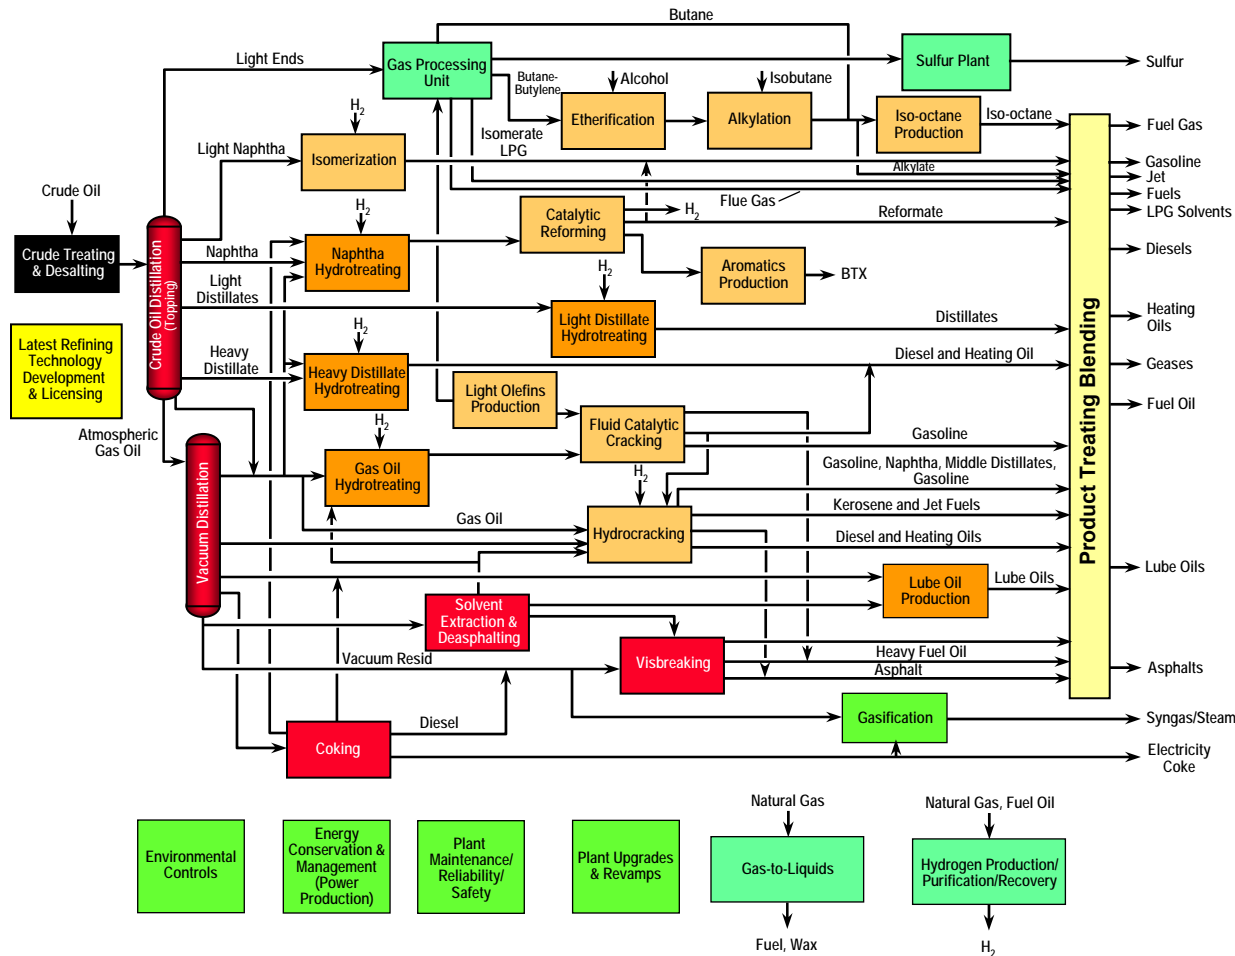 Butane
Light Ends
Gas Processing
Unit
Sulfur Plant
Sulfur
Butane-
Butylene
Alcohol
Isobutane
H2
Isomerate
LPG
Etherification
Alkylation
Iso-octane
Production
Iso-octane
Fuel Gas
Light Naphtha
Isomerization
Alkylate
Gasoline
Jet
Fuels
LPG Solvents
Flue Gas
Crude Oil
H2
Catalytic
Reforming
H2
Reformate
Crude Treating
& Desalting
Crude Oil Distillation
(Topping)
Naphtha
Naphtha
Hydrotreating
Aromatics
Production
BTX
Diesels
Light
Distillates
H2
Light Distillate
Hydrotreating
Distillates
Heating
Oils
Latest Refining
Technology
Development
& Licensing
Heavy
Distillate
H2
Heavy Distillate
Hydrotreating
Diesel and Heating Oil
Geases
Light Olefins
Production
Fuel Oil
Product Treating Blending
Atmospheric
Gas Oil
H2
Fluid Catalytic
Cracking
Gasoline
Vacuum Distillation
Gas Oil
Hydrotreating
H2
Gasoline, Naphtha, Middle Distillates,
Gasoline
Gas Oil
Hydrocracking
Kerosene and Jet Fuels
Diesel and Heating Oils
Lube Oil
Production
Lube Oils
Lube Oils
Solvent
Extraction &
Deasphalting
Vacuum Resid
Visbreaking
Heavy Fuel Oil
Asphalt
Asphalts
Diesel
Coking
Gasification
Syngas/Steam
Electricity
Coke
Environmental
Controls
Energy
Conservation &
Management
(Power
Production)
Plant
Maintenance/
Reliability/
Safety
Plant Upgrades
& Revamps
Natural Gas
Gas-to-Liquids
Fuel, Wax
Natural Gas, Fuel Oil
Hydrogen Production/
Purification/Recovery
H2